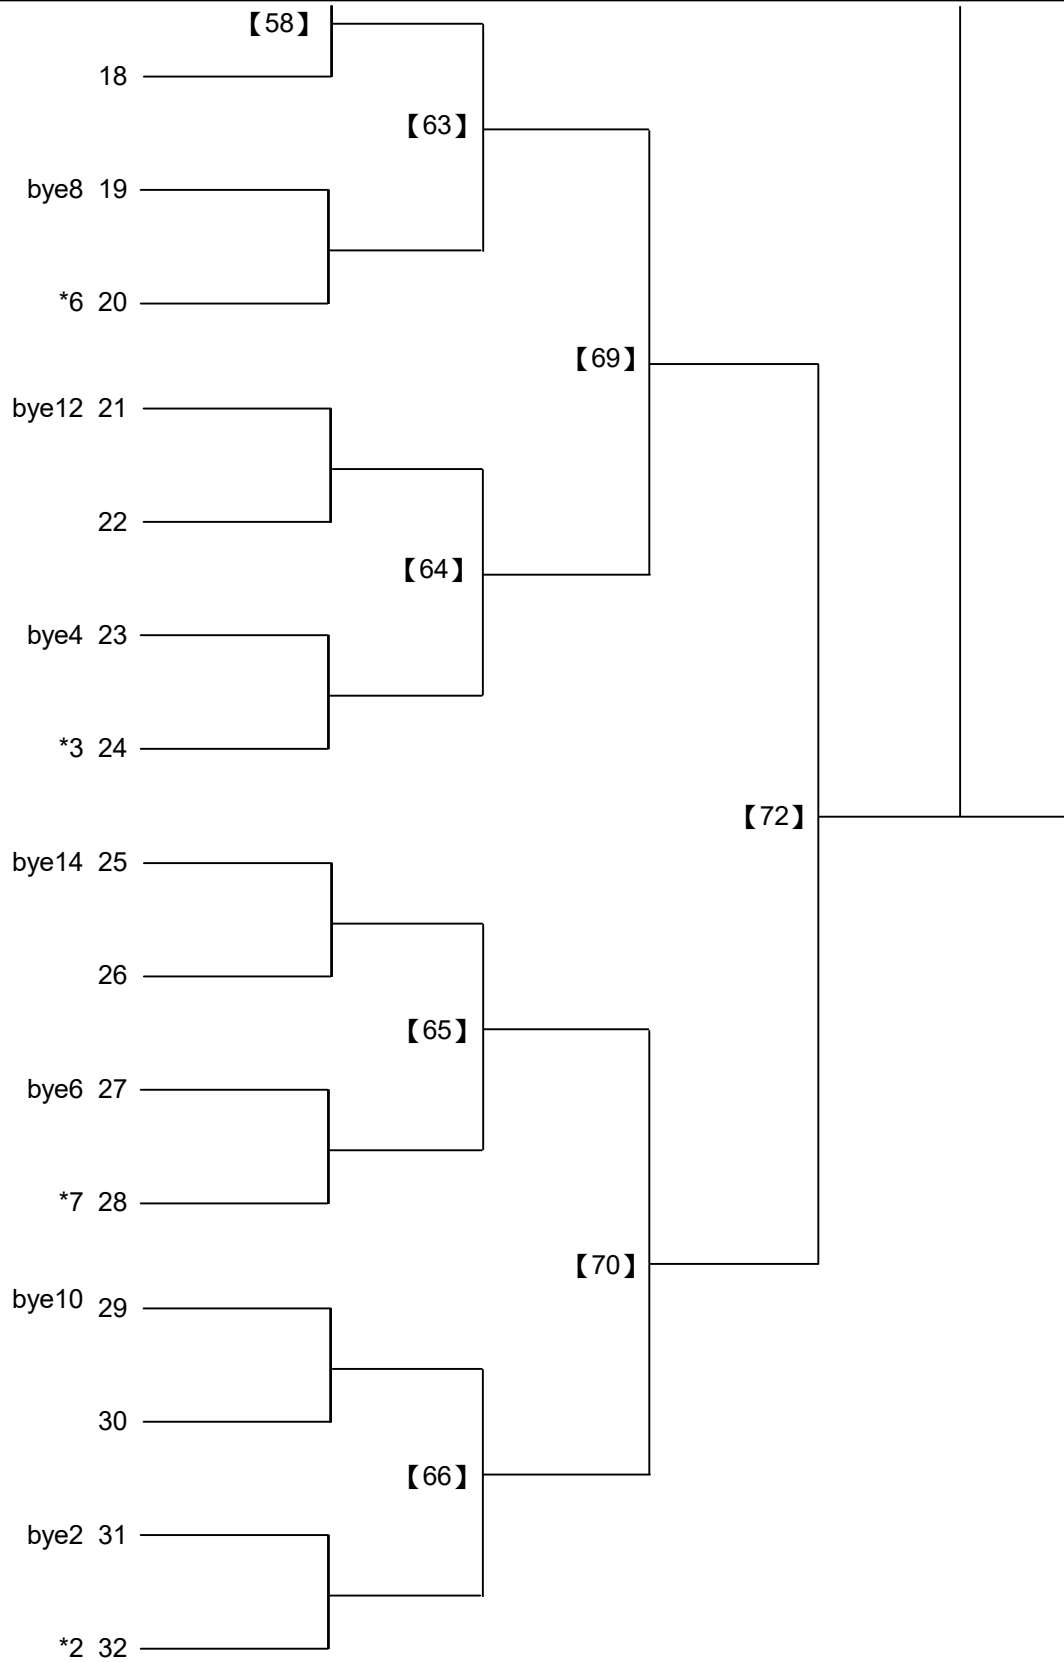 【58】
18
【63】
bye8 19
*6 20
【69】
bye12 21
22
【64】
bye4 23
*3 24
【72】
bye14 25
26
【65】
bye6 27
*7 28
【70】
bye10 29
30
【66】
bye2 31
*2 32